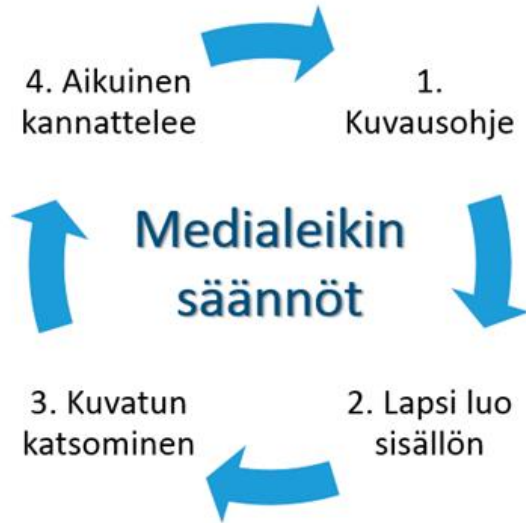 4. Aikuinen
kannattelee
1.
Kuvausohje
Medialeikin
säännöt
3. Kuvatun
katsominen
2. Lapsi luo
sisällön